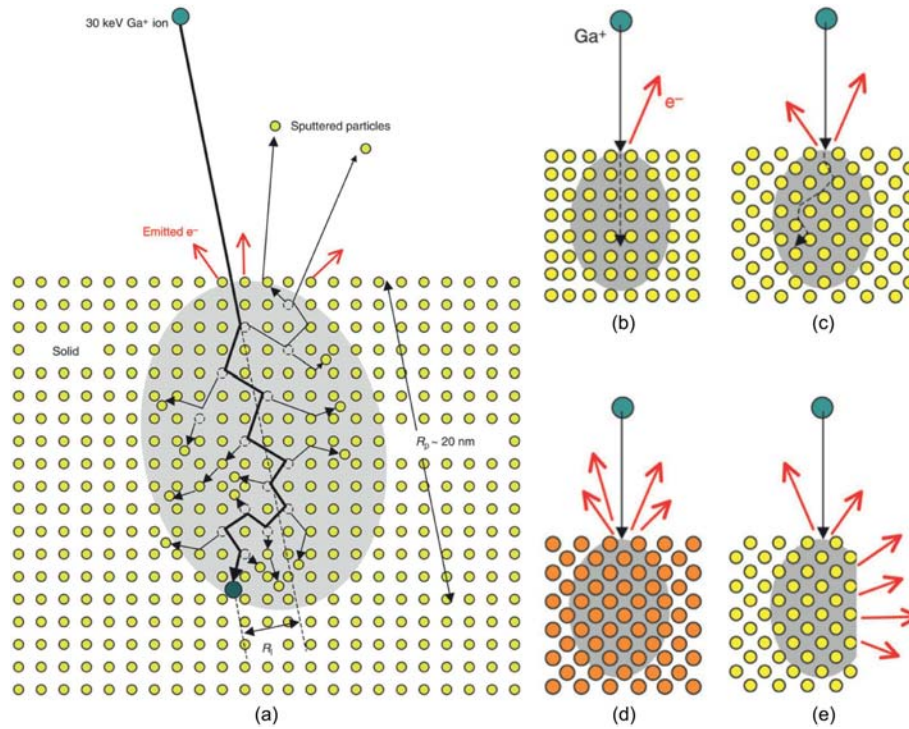 30 keV Ga⁺ ion
Sputtered particles
Emitted e⁻
Solid
Rₚ ~ 20 nm
Rₗ
(a)
Ga⁺
e⁻
(b)
(c)
(d)
(e)